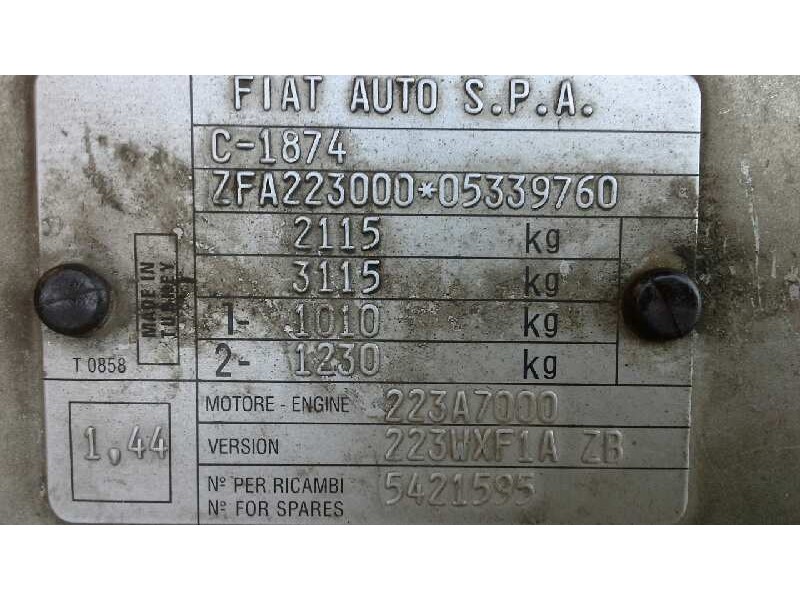 FIAT AUTO S.P.A.
C-1874
ZFA223000*05339760
2115 kg
3115 kg
1- 1010 kg
2- 1230 kg
MADE IN
TURKEY
T 0858
MOTORE - ENGINE 223A7000
VERSION 223WXF1A ZB
1,44
Nº PER RICAMBI 5421595
Nº FOR SPARES